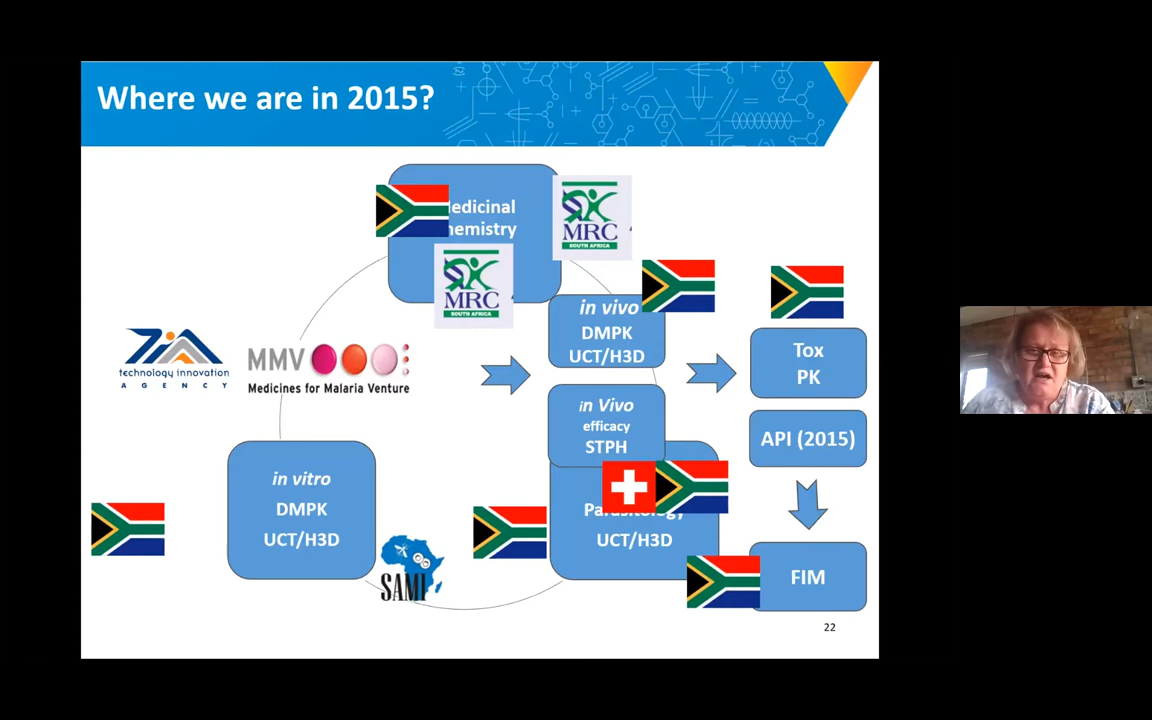 Where we are in 2015?
edicinal
hemistry
MRC
SOUTH AFRICA
MRC
SOUTH AFRICA
in vivo
DMPK
UCT/H3D
Tox
PK
TIA
technology innovation
AGENCY
MMV
Medicines for Malaria Venture
in Vivo
efficacy
STPH
API (2015)
in vitro
DMPK
UCT/H3D
Parasitology
UCT/H3D
SAMI
FIM
22